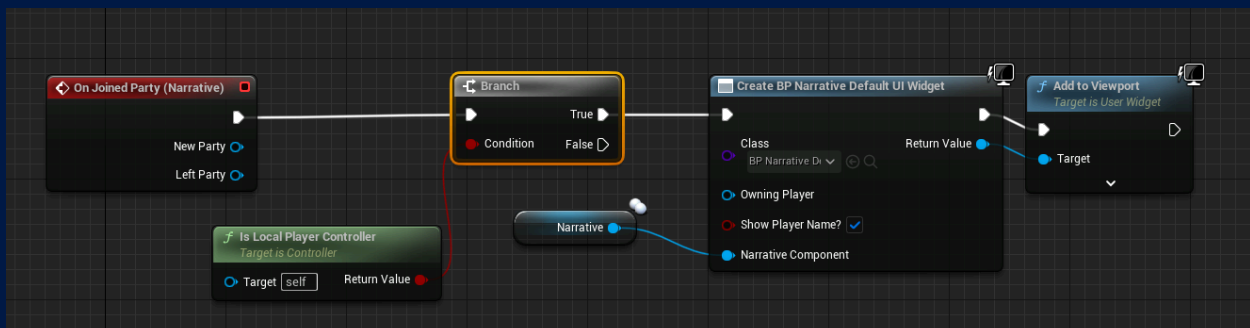 On Joined Party (Narrative)
New Party
Left Party
Branch
True
Condition
False
Is Local Player Controller
Target is Controller
Target
self
Return Value
Narrative
Create BP Narrative Default UI Widget
Class
Return Value
BP Narrative De
Owning Player
Show Player Name?
Narrative Component
Add to Viewport
Target is User Widget
Target